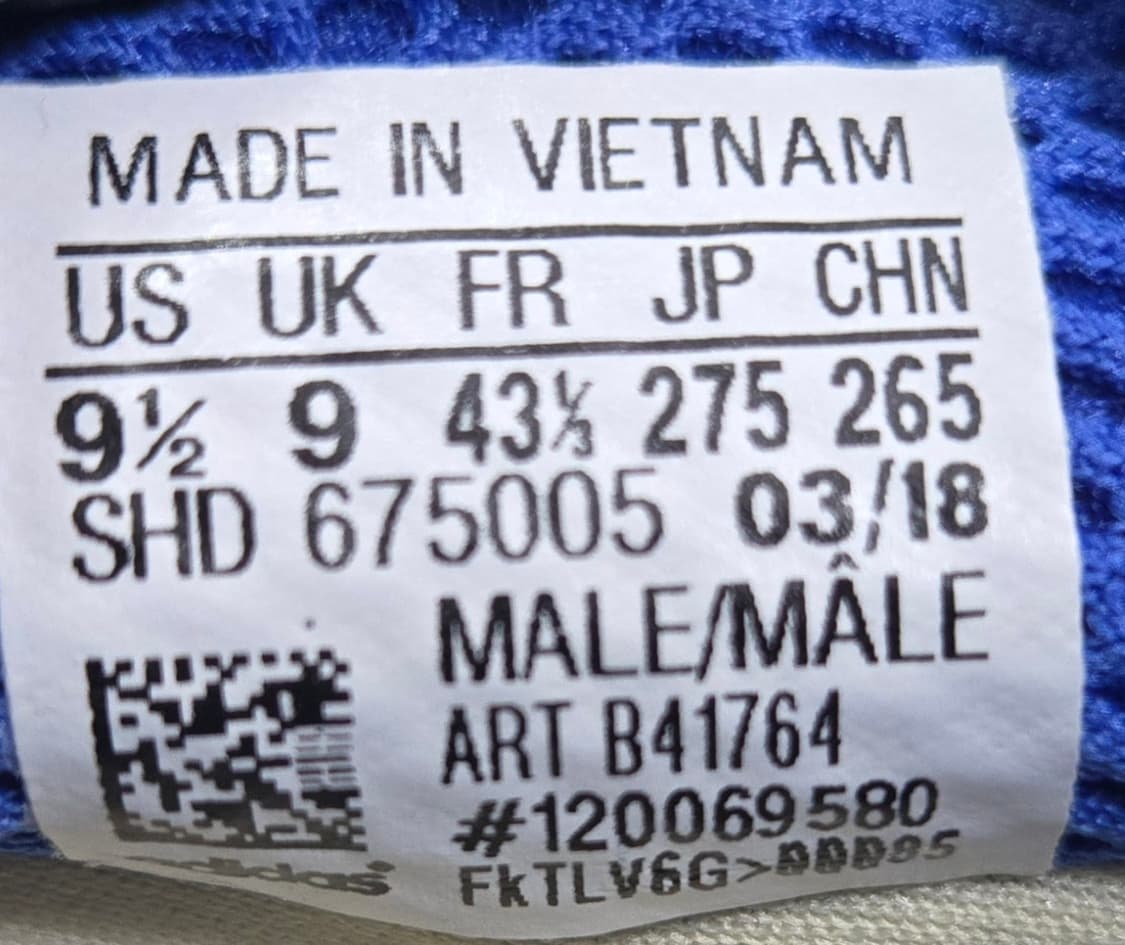 MADE IN VIETNAM
US UK FR JP CHN
9½ 9 43⅓ 275 265
SHD 675005 03/18
MALE/MÂLE
ART B41764
#120069580
adidas